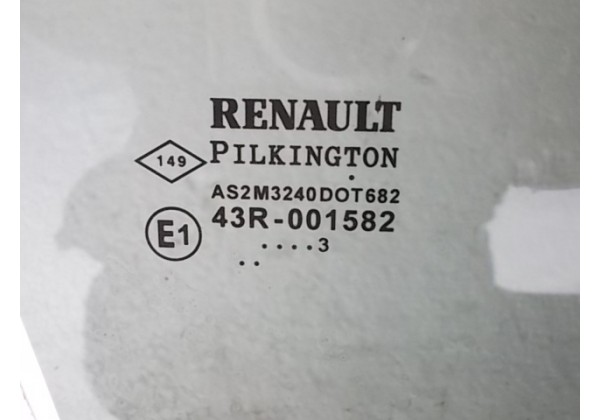 RENAULT
149 PILKINGTON
AS2M3240DOT682
E1 43R-001582
....3
..